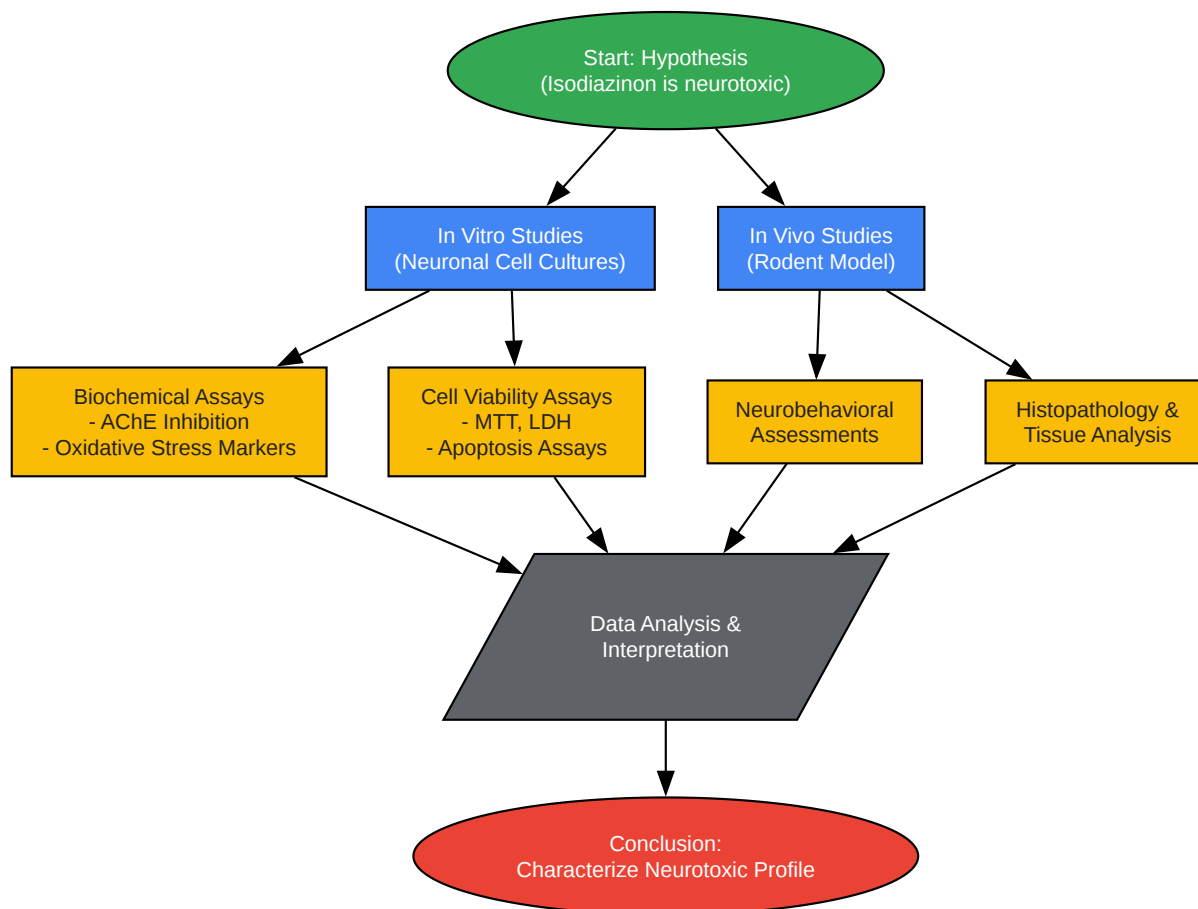 Start: Hypothesis
(Isodiazinon is neurotoxic)
In Vitro Studies
(Neuronal Cell Cultures)
In Vivo Studies
(Rodent Model)
Biochemical Assays
- AChE Inhibition
- Oxidative Stress Markers
Cell Viability Assays
- MTT, LDH
- Apoptosis Assays
Neurobehavioral
Assessments
Histopathology &
Tissue Analysis
Data Analysis &
Interpretation
Conclusion:
Characterize Neurotoxic Profile